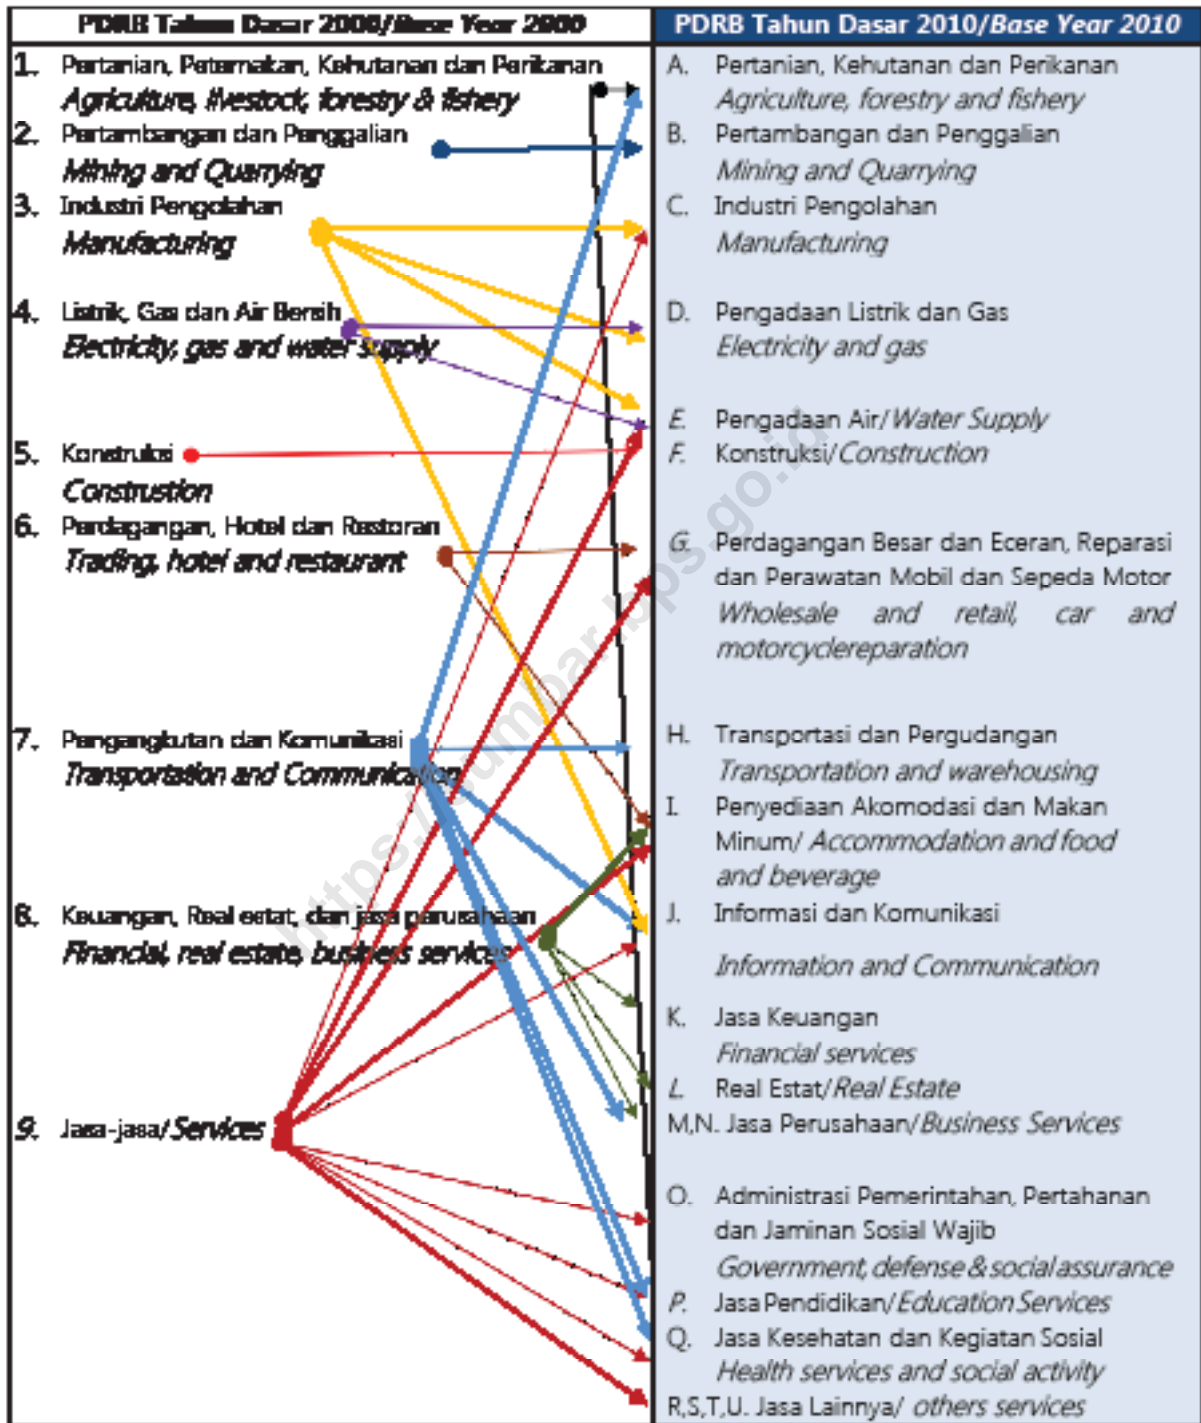 PDRB Tahun Dasar 2000/Base Year 2000
1. Pertanian, Peternakan, Kehutanan dan Perikanan
Agriculture, livestock, forestry & fishery
2. Pertambangan dan Penggalian
Mining and Quarrying
3. Industri Pengolahan
Manufacturing
4. Listrik, Gas dan Air Bersih
Electricity, gas and water supply
5. Konstruksi
Construstion
6. Perdagangan, Hotel dan Restoran
Trading, hotel and restaurant
7. Pengangkutan dan Komunikasi
Transportation and Communication
8. Keuangan, Real estat, dan jasa perusahaan
Financial, real estate, business services
9. Jasa-jasa/Services
PDRB Tahun Dasar 2010/Base Year 2010
A. Pertanian, Kehutanan dan Perikanan
Agriculture, forestry and fishery
B. Pertambangan dan Penggalian
Mining and Quarrying
C. Industri Pengolahan
Manufacturing
D. Pengadaan Listrik dan Gas
Electricity and gas
E. Pengadaan Air/Water Supply
F. Konstruksi/Construction
G. Perdagangan Besar dan Eceran, Reparasi
dan Perawatan Mobil dan Sepeda Motor
Wholesale and retail, car and
motorcyclereparation
H. Transportasi dan Pergudangan
Transportation and warehousing
I. Penyediaan Akomodasi dan Makan
Minum/ Accommodation and food
and beverage
J. Informasi dan Komunikasi
Information and Communication
K. Jasa Keuangan
Financial services
L. Real Estat/Real Estate
M,N. Jasa Perusahaan/Business Services
O. Administrasi Pemerintahan, Pertahanan
dan Jaminan Sosial Wajib
Government, defense & social assurance
P. Jasa Pendidikan/Education Services
Q. Jasa Kesehatan dan Kegiatan Sosial
Health services and social activity
R,S,T,U. Jasa Lainnya/ others services
https://sumbar.bps.go.id